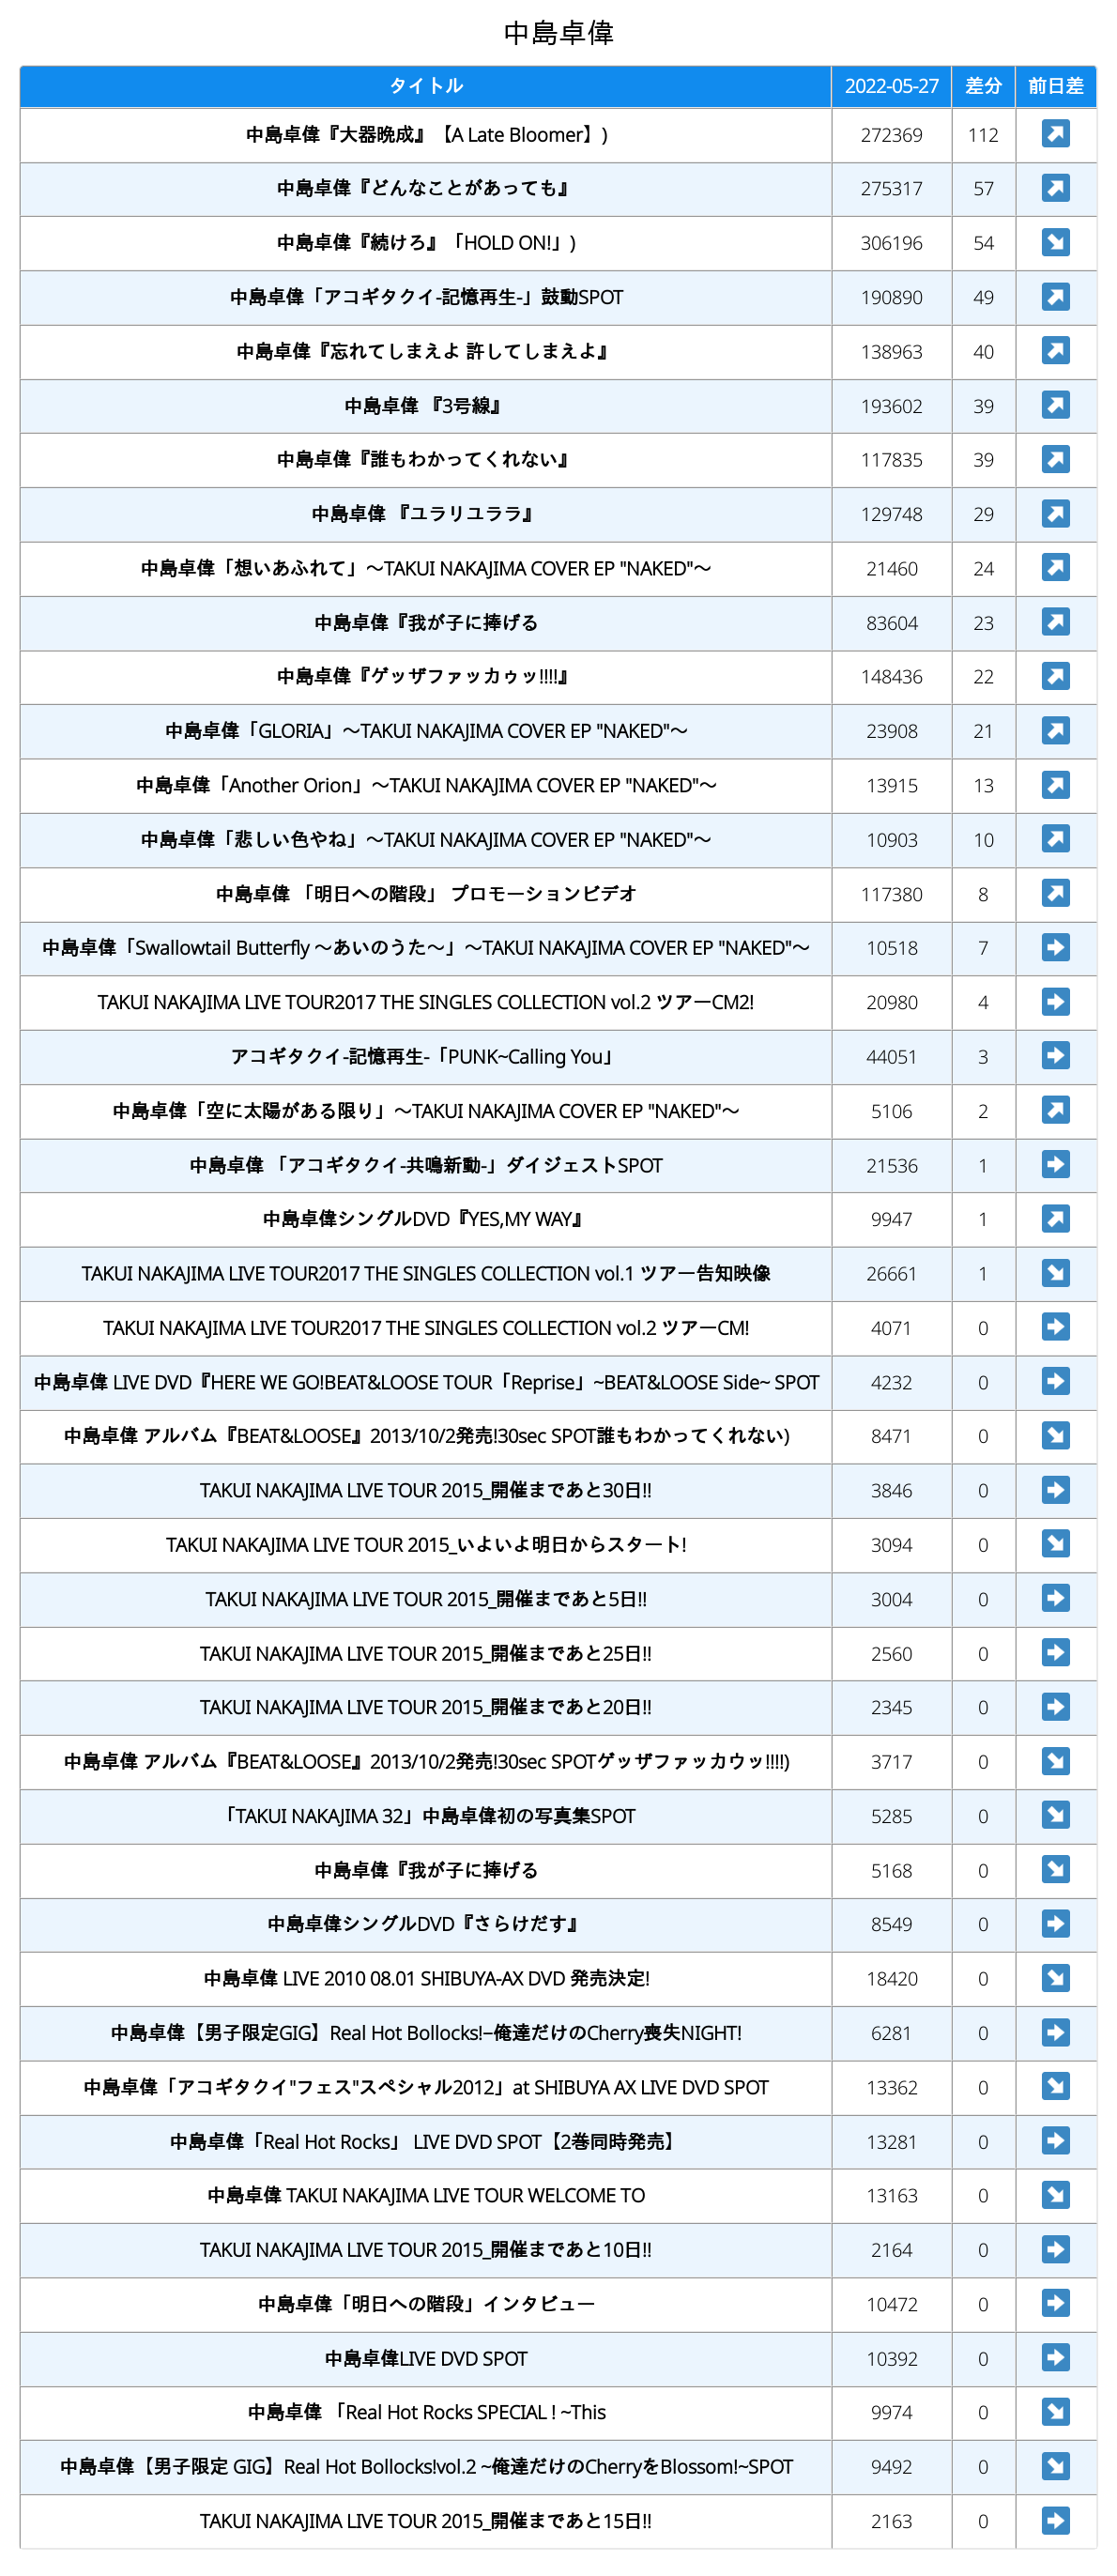 中島卓偉
タイトル 2022-05-27 差分 前日差
中島卓偉『大器晩成』【A Late Bloomer】) 272369 112 ↗
中島卓偉『どんなことがあっても』 275317 57 ↗
中島卓偉『続けろ』「HOLD ON!」) 306196 54 ↘
中島卓偉「アコギタクイ-記憶再生-」鼓動SPOT 190890 49 ↗
中島卓偉『忘れてしまえよ 許してしまえよ』 138963 40 ↗
中島卓偉 『3号線』 193602 39 ↗
中島卓偉『誰もわかってくれない』 117835 39 ↗
中島卓偉 『ユラリユララ』 129748 29 ↗
中島卓偉「想いあふれて」〜TAKUI NAKAJIMA COVER EP "NAKED"〜 21460 24 ↗
中島卓偉『我が子に捧げる 83604 23 ↗
中島卓偉『ゲッザファッカゥッ!!!!』 148436 22 ↗
中島卓偉「GLORIA」〜TAKUI NAKAJIMA COVER EP "NAKED"〜 23908 21 ↗
中島卓偉「Another Orion」〜TAKUI NAKAJIMA COVER EP "NAKED"〜 13915 13 ↗
中島卓偉「悲しい色やね」〜TAKUI NAKAJIMA COVER EP "NAKED"〜 10903 10 ↗
中島卓偉 「明日への階段」 プロモーションビデオ 117380 8 ↗
中島卓偉「Swallowtail Butterfly 〜あいのうた〜」〜TAKUI NAKAJIMA COVER EP "NAKED"〜 10518 7 ➡
TAKUI NAKAJIMA LIVE TOUR2017 THE SINGLES COLLECTION vol.2 ツアーCM2! 20980 4 ➡
アコギタクイ-記憶再生-「PUNK~Calling You」 44051 3 ➡
中島卓偉「空に太陽がある限り」〜TAKUI NAKAJIMA COVER EP "NAKED"〜 5106 2 ↗
中島卓偉 「アコギタクイ-共鳴新動-」ダイジェストSPOT 21536 1 ➡
中島卓偉シングルDVD『YES,MY WAY』 9947 1 ↗
TAKUI NAKAJIMA LIVE TOUR2017 THE SINGLES COLLECTION vol.1 ツアー告知映像 26661 1 ↘
TAKUI NAKAJIMA LIVE TOUR2017 THE SINGLES COLLECTION vol.2 ツアーCM! 4071 0 ➡
中島卓偉 LIVE DVD『HERE WE GO!BEAT&LOOSE TOUR「Reprise」~BEAT&LOOSE Side~ SPOT 4232 0 ➡
中島卓偉 アルバム『BEAT&LOOSE』2013/10/2発売!30sec SPOT誰もわかってくれない) 8471 0 ↘
TAKUI NAKAJIMA LIVE TOUR 2015_開催まであと30日!! 3846 0 ➡
TAKUI NAKAJIMA LIVE TOUR 2015_いよいよ明日からスタート! 3094 0 ↘
TAKUI NAKAJIMA LIVE TOUR 2015_開催まであと5日!! 3004 0 ➡
TAKUI NAKAJIMA LIVE TOUR 2015_開催まであと25日!! 2560 0 ➡
TAKUI NAKAJIMA LIVE TOUR 2015_開催まであと20日!! 2345 0 ➡
中島卓偉 アルバム『BEAT&LOOSE』2013/10/2発売!30sec SPOTゲッザファッカウッ!!!!) 3717 0 ↘
「TAKUI NAKAJIMA 32」中島卓偉初の写真集SPOT 5285 0 ↘
中島卓偉『我が子に捧げる 5168 0 ↘
中島卓偉シングルDVD『さらけだす』 8549 0 ➡
中島卓偉 LIVE 2010 08.01 SHIBUYA-AX DVD 発売決定! 18420 0 ↘
中島卓偉【男子限定GIG】Real Hot Bollocks!−俺達だけのCherry喪失NIGHT! 6281 0 ➡
中島卓偉「アコギタクイ"フェス"スペシャル2012」at SHIBUYA AX LIVE DVD SPOT 13362 0 ↘
中島卓偉「Real Hot Rocks」 LIVE DVD SPOT【2巻同時発売】 13281 0 ➡
中島卓偉 TAKUI NAKAJIMA LIVE TOUR WELCOME TO 13163 0 ↘
TAKUI NAKAJIMA LIVE TOUR 2015_開催まであと10日!! 2164 0 ➡
中島卓偉「明日への階段」インタビュー 10472 0 ➡
中島卓偉LIVE DVD SPOT 10392 0 ➡
中島卓偉 「Real Hot Rocks SPECIAL ! ~This 9974 0 ↘
中島卓偉【男子限定 GIG】Real Hot Bollocks!vol.2 ~俺達だけのCherryをBlossom!~SPOT 9492 0 ↘
TAKUI NAKAJIMA LIVE TOUR 2015_開催まであと15日!! 2163 0 ➡